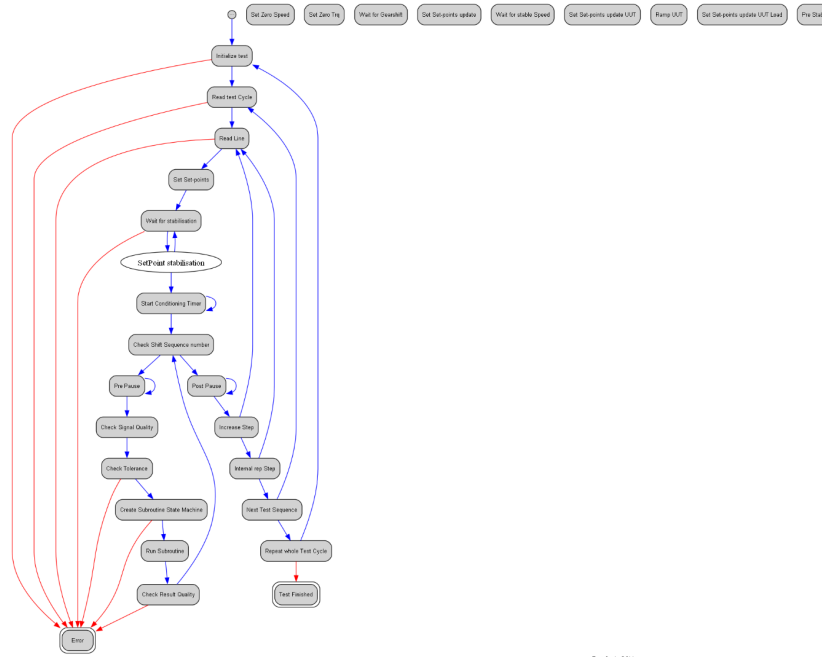 Set Zero Speed
Set Zero Trq
Wait for Gearshift
Set Set-points update
Wait for stable Speed
Set Set-points update UUT
Ramp UUT
Set Set-points update UUT Load
Pre Stat
Initialize test
Read test Cycle
Read Line
Set Set-points
Wait for stabilisation
SetPoint stabilisation
Start Conditioning Timer
Check Shift Sequence number
Pre Pause
Post Pause
Check Signal Quality
Increase Step
Check Tolerance
Internal rep Step
Create Subroutine State Machine
Next Test Sequence
Run Subroutine
Repeat whole Test Cycle
Check Result Quality
Test Finished
Error